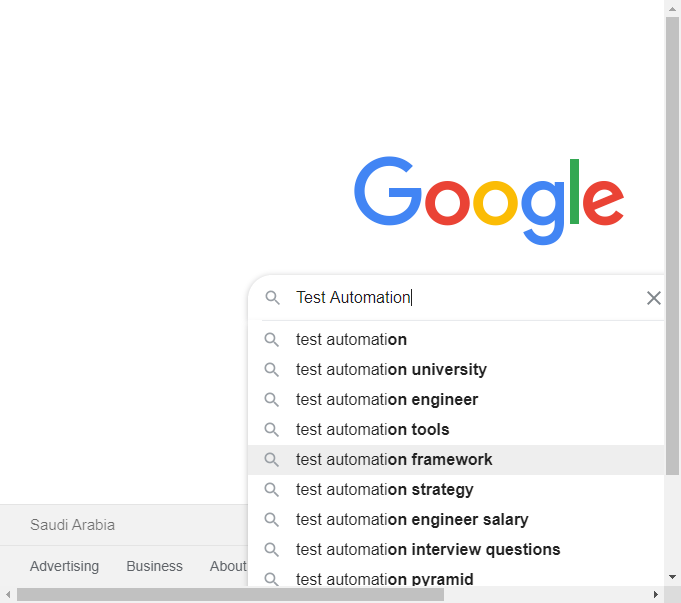 Google
Test Automation
test automation
test automation university
test automation engineer
test automation tools
test automation framework
test automation strategy
test automation engineer salary
test automation interview questions
test automation pyramid
Saudi Arabia
Advertising Business About